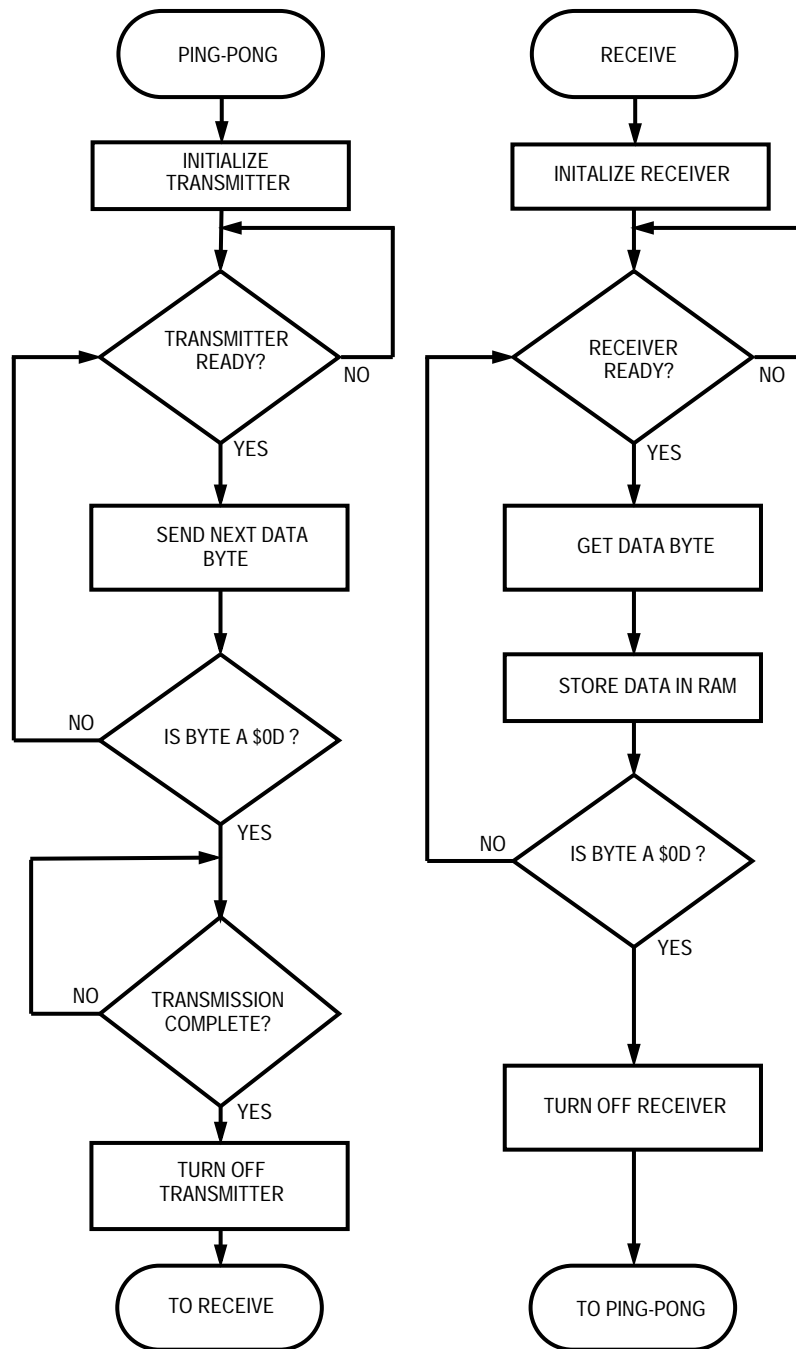 PING-PONG
INITIALIZE
TRANSMITTER
TRANSMITTER
READY?
NO
YES
SEND NEXT DATA
BYTE
NO
IS BYTE A $0D ?
YES
NO
TRANSMISSION
COMPLETE?
YES
TURN OFF
TRANSMITTER
TO RECEIVE
RECEIVE
INITALIZE RECEIVER
RECEIVER
READY?
NO
YES
GET DATA BYTE
STORE DATA IN RAM
NO
IS BYTE A $0D ?
YES
TURN OFF RECEIVER
TO PING-PONG